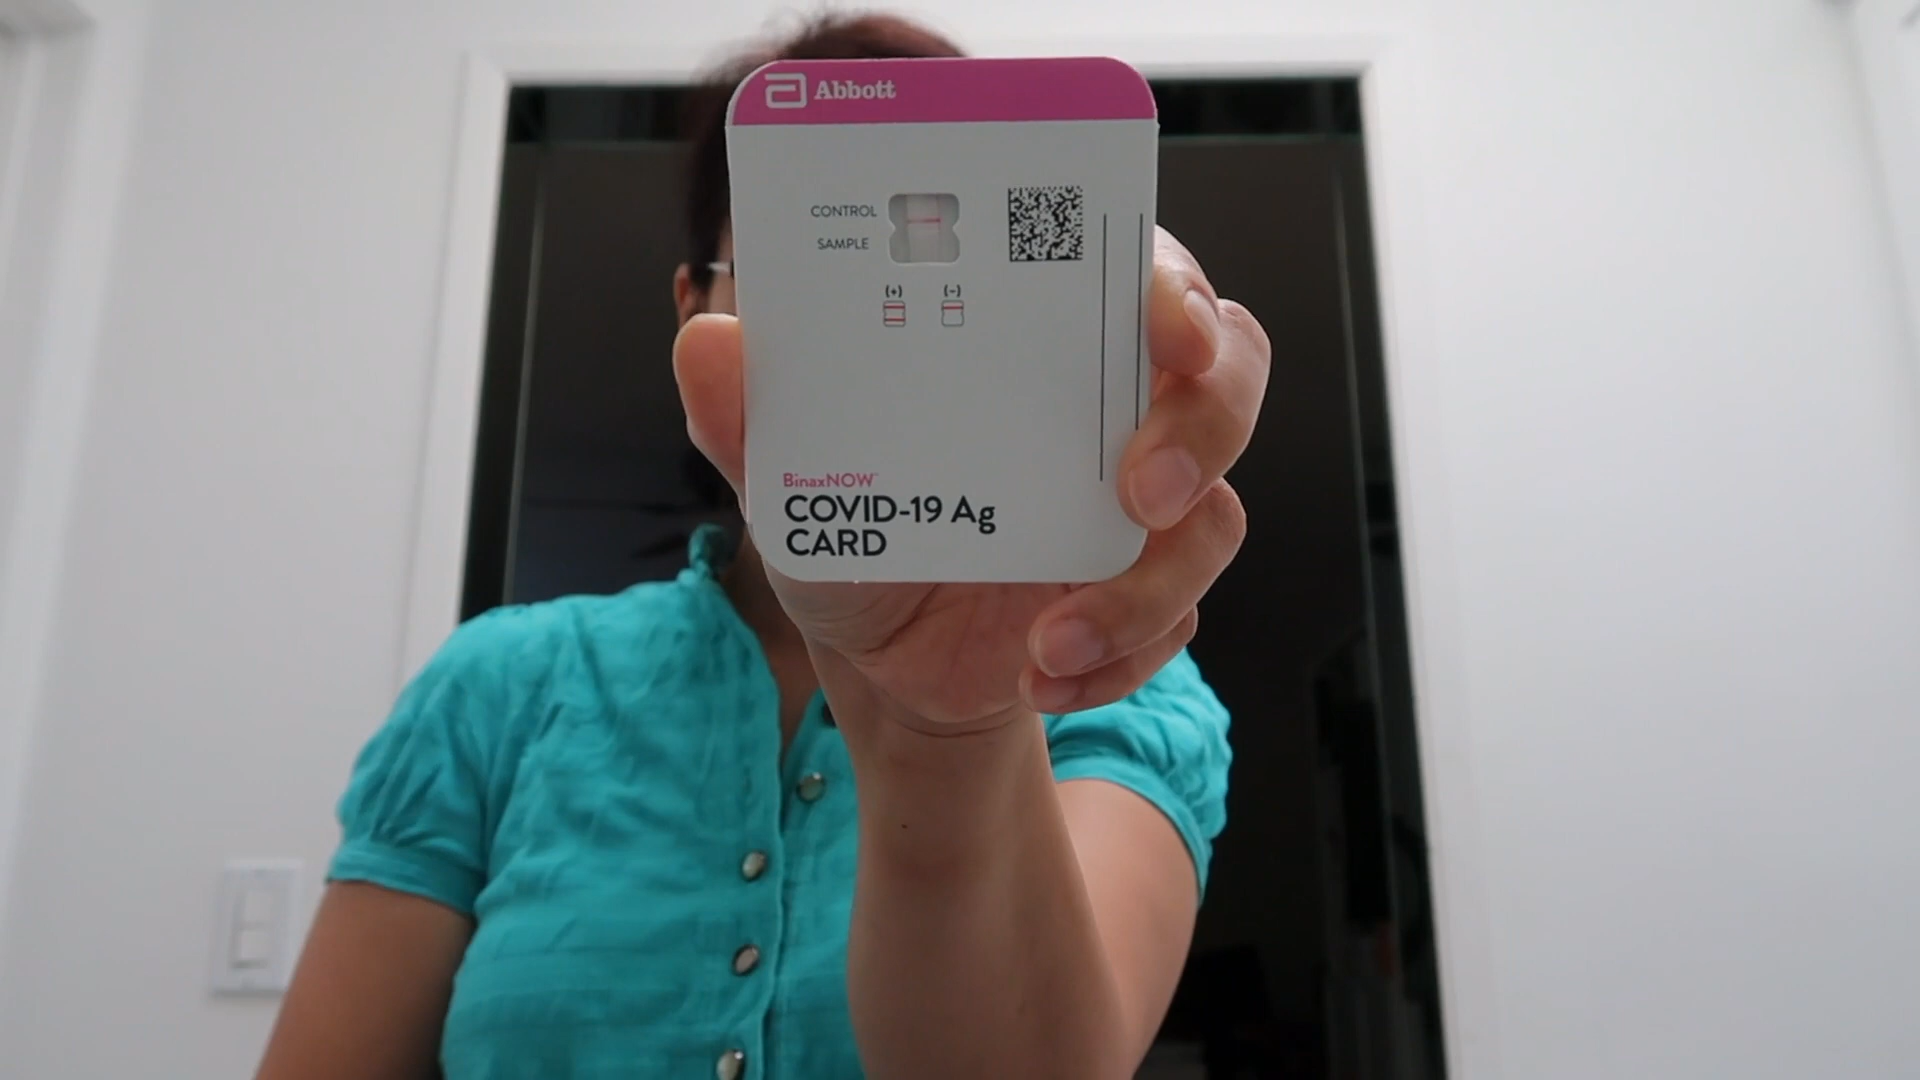 Abbott
CONTROL
SAMPLE
(+) (-)
BinaxNOW™
COVID-19 Ag
CARD